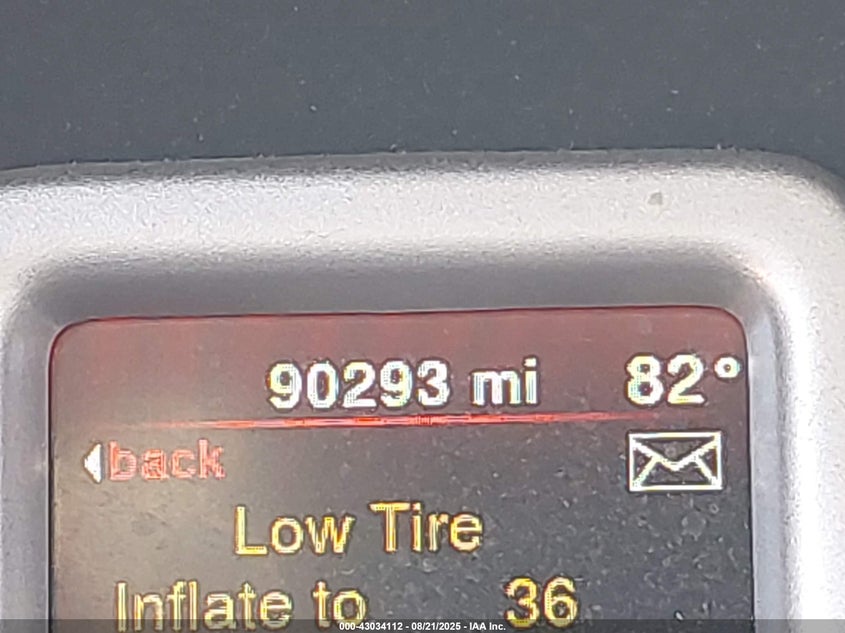 90293 mi 82°
back
Low Tire
Inflate to 36
000-43034112 - 08/21/2025 - IAA Inc.